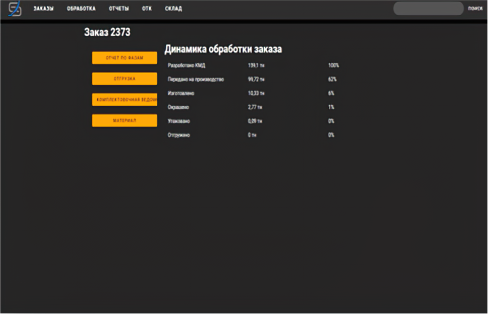 ЗАКАЗЫ ОБРАБОТКА ОТЧЕТЫ ОТК СКЛАД ПОИСК
Заказ 2373
Динамика обработки заказа
ОТЧЕТ ПО ФАЗАМ
ОТГРУЗКА
КОМПЛЕКТОВОЧНАЯ ВЕДОМ
МАТЕРИАЛ
Разработано КМД 159,1 тн 100%
Передано на производство 99,72 тн 62%
Изготовлено 10,33 тн 6%
Окрашено 2,77 тн 1%
Упаковано 0,09 тн 0%
Отгружено 0 тн 0%